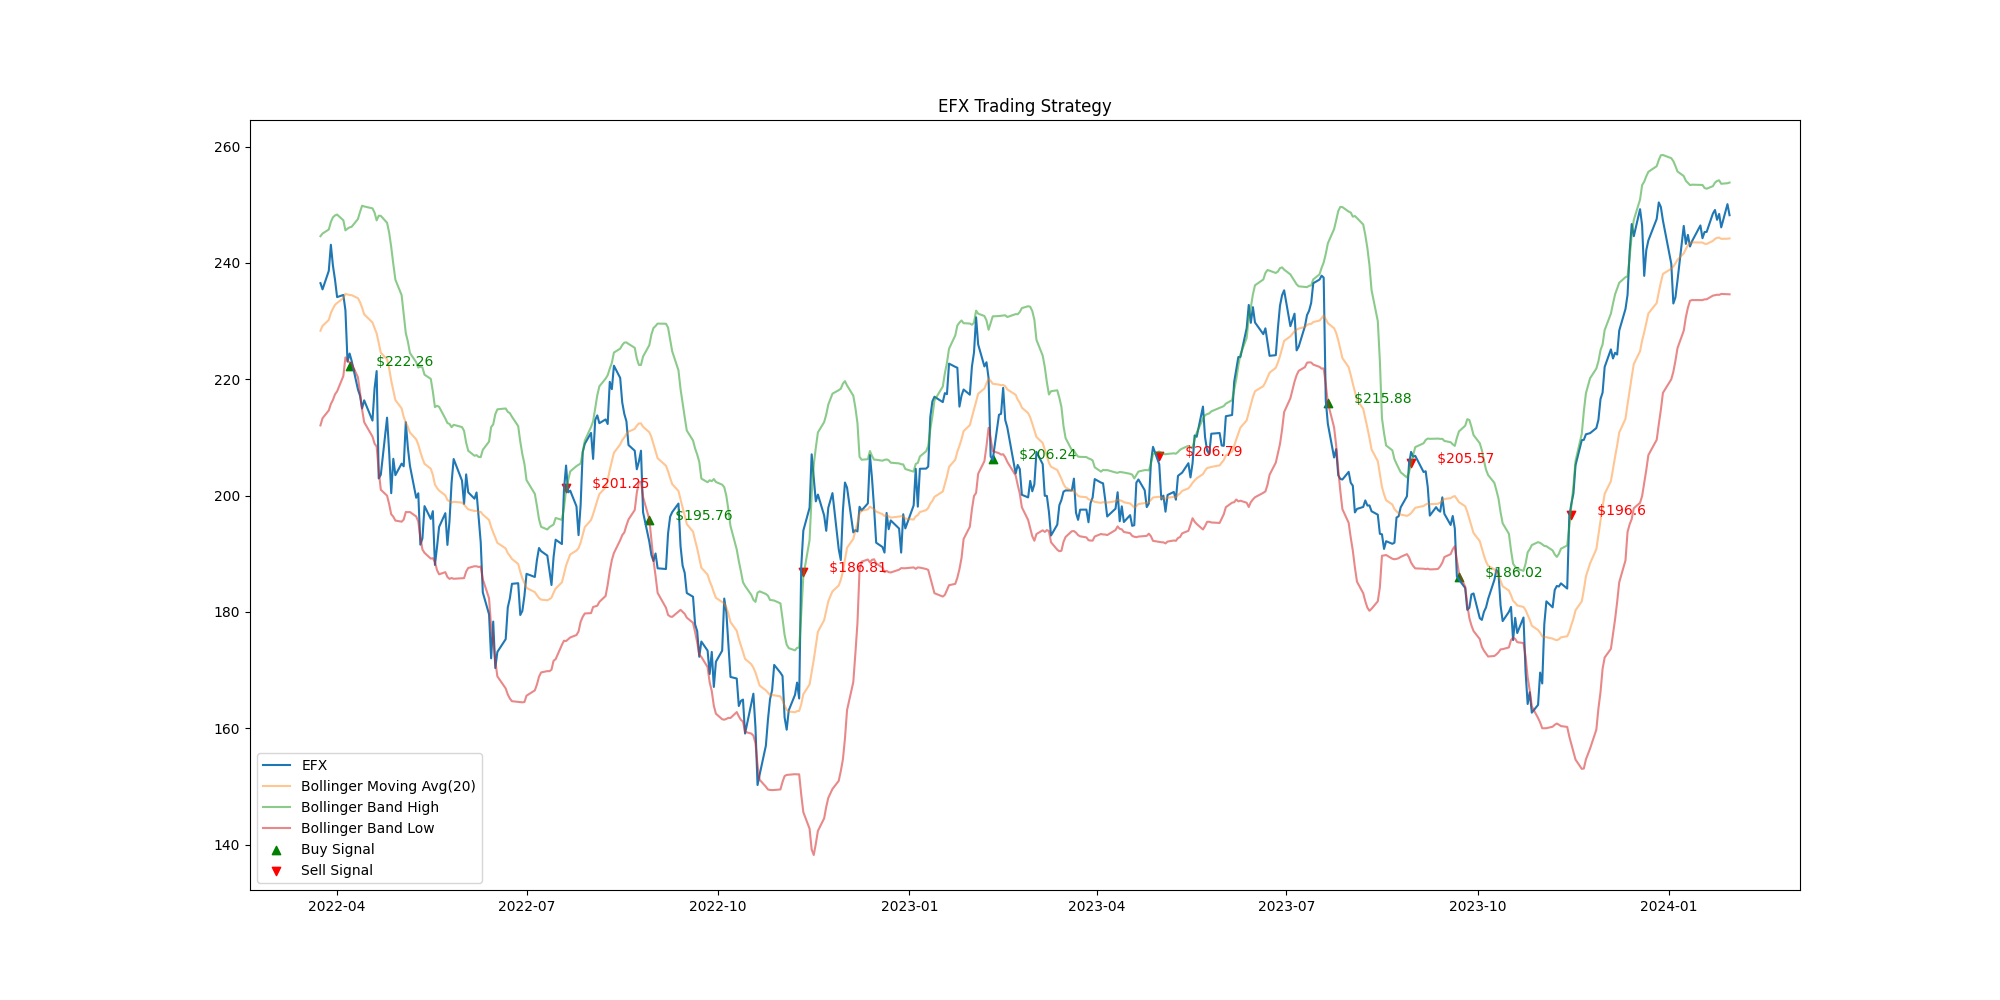 EFX Trading Strategy
260
240
220
200
180
160
140
$222.26
$201.25
$195.76
$186.81
$206.24
$206.79
$215.88
$205.57
$186.02
$196.6
EFX
Bollinger Moving Avg(20)
Bollinger Band High
Bollinger Band Low
Buy Signal
Sell Signal
2022-04 2022-07 2022-10 2023-01 2023-04 2023-07 2023-10 2024-01